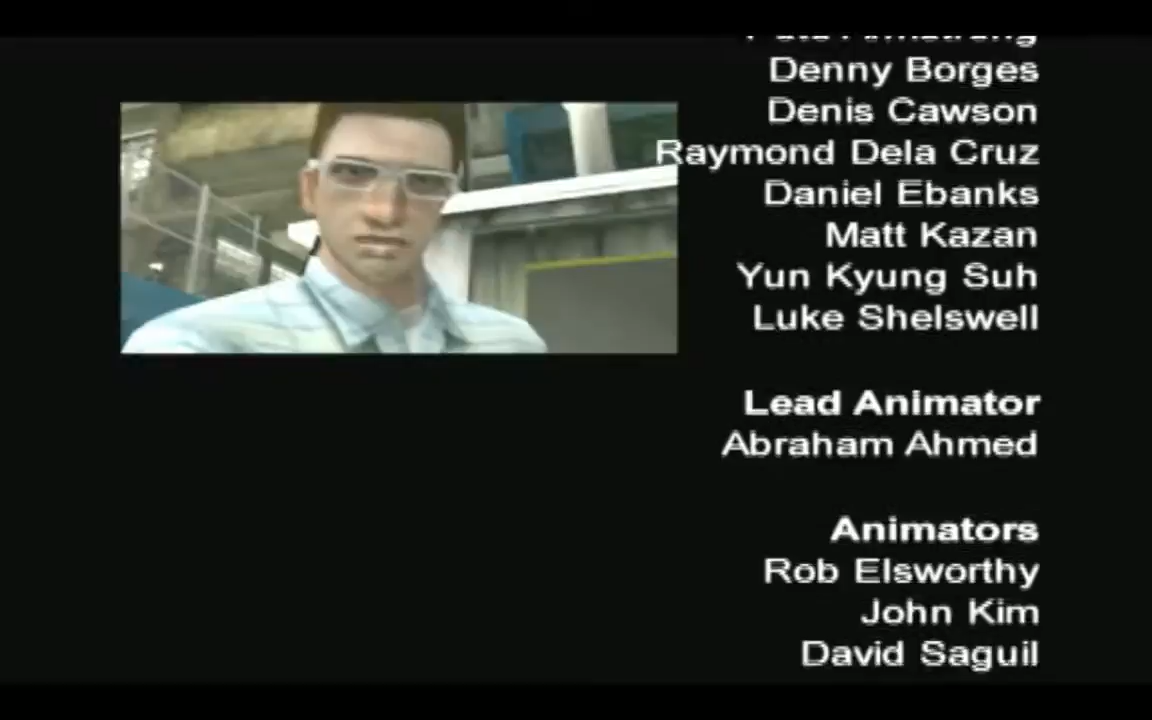 Denny Borges
Denis Cawson
Raymond Dela Cruz
Daniel Ebanks
Matt Kazan
Yun Kyung Suh
Luke Shelswell
Lead Animator
Abraham Ahmed
Animators
Rob Elsworthy
John Kim
David Saguil